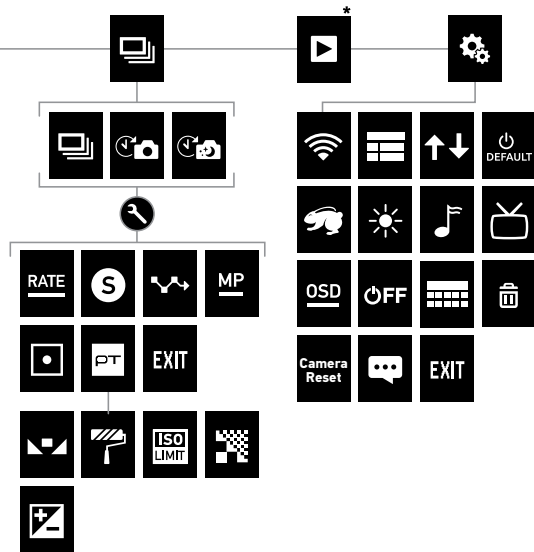 *
DEFAULT
RATE
S
MP
OSD
OFF
PT
EXIT
Camera
Reset
EXIT
ISO
LIMIT